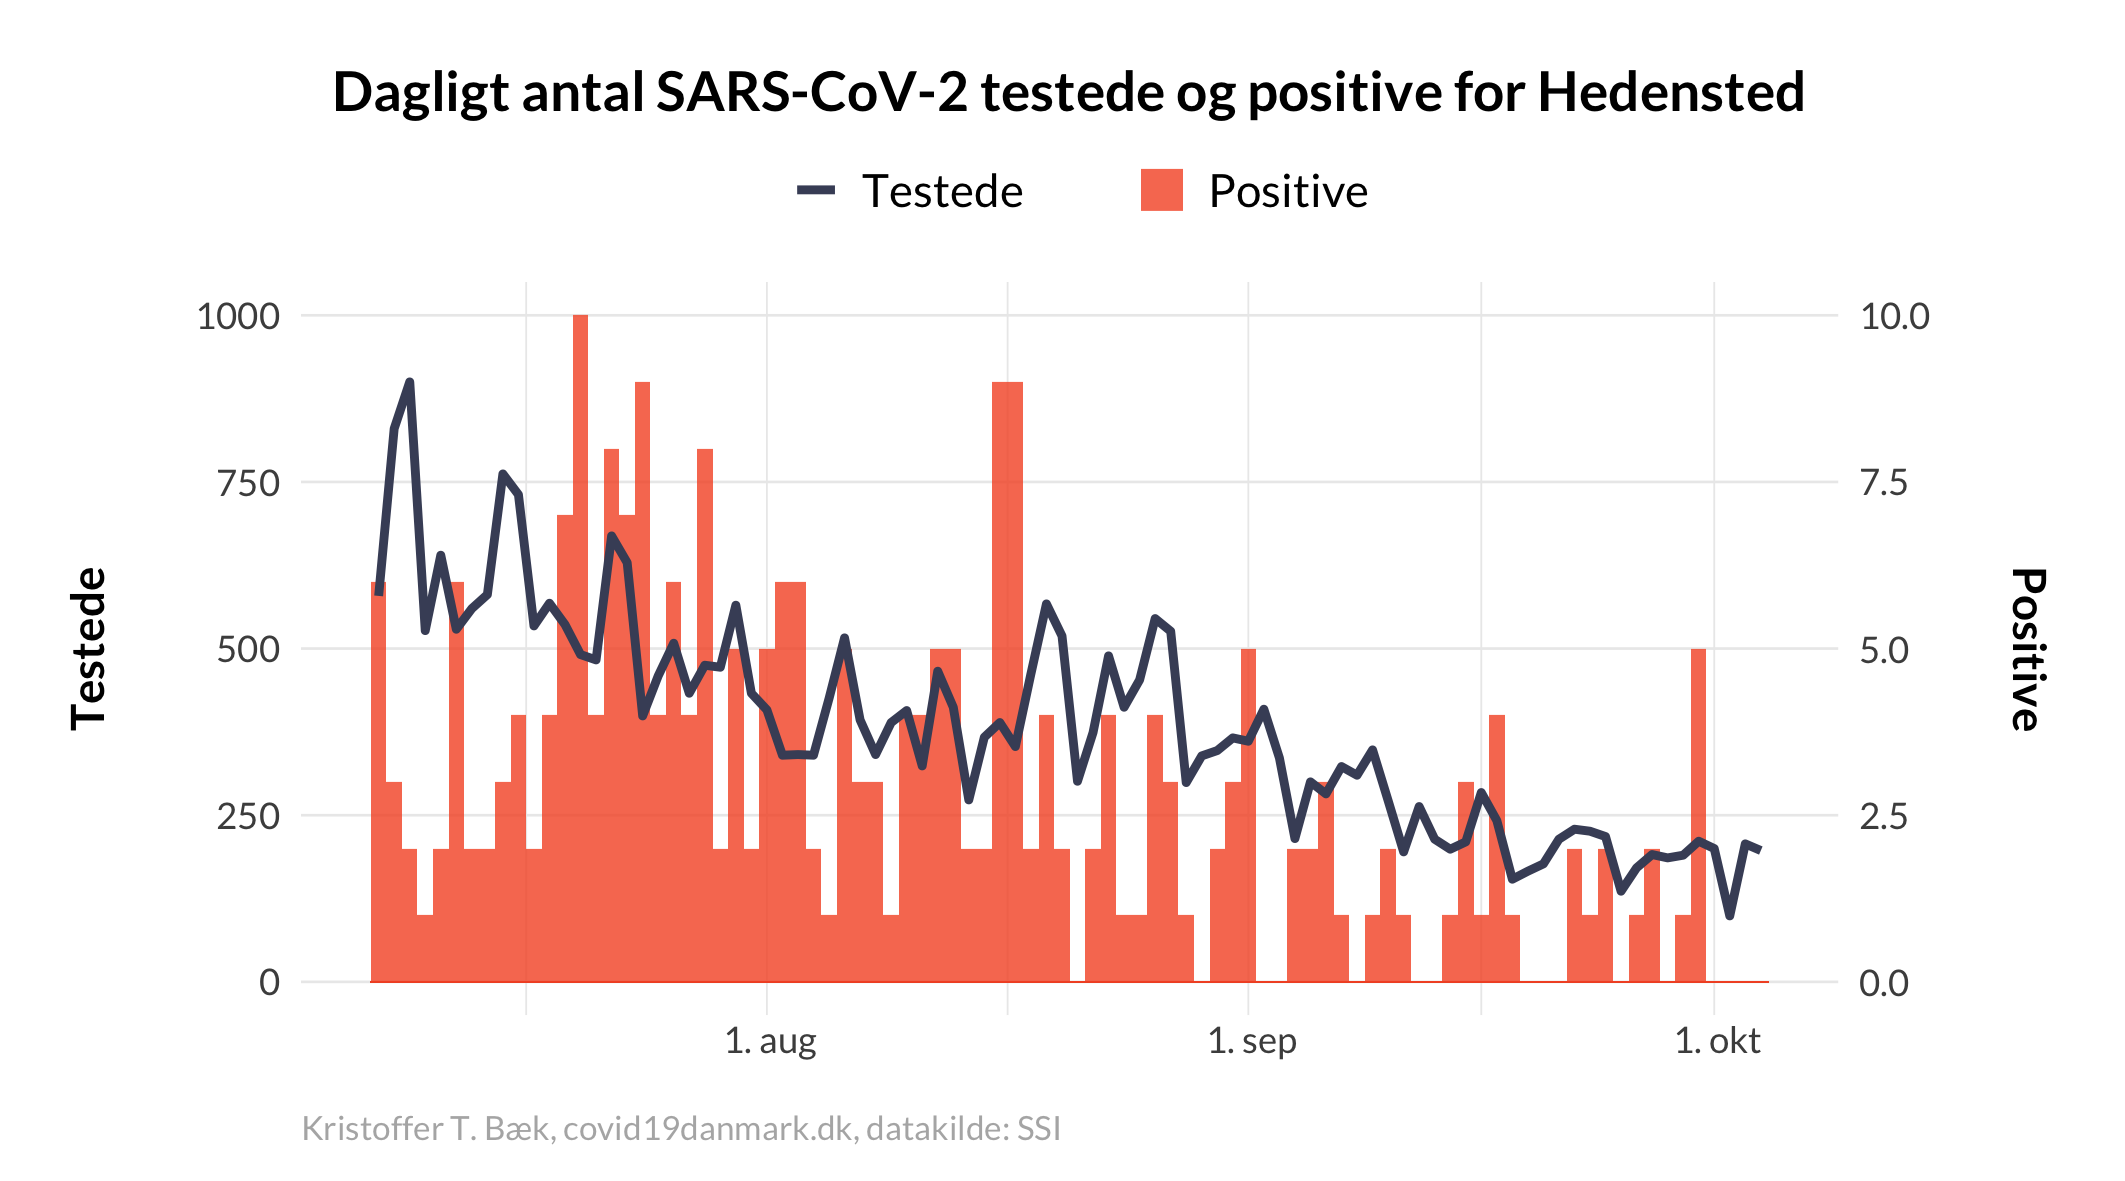 Dagligt antal SARS-CoV-2 testede og positive for Hedensted
Testede
Positive
1000
750
500
250
0
10.0
7.5
5.0
2.5
0.0
Testede
Positive
1. aug
1. sep
1. okt
Kristoffer T. Bæk, covid19danmark.dk, datakilde: SSI